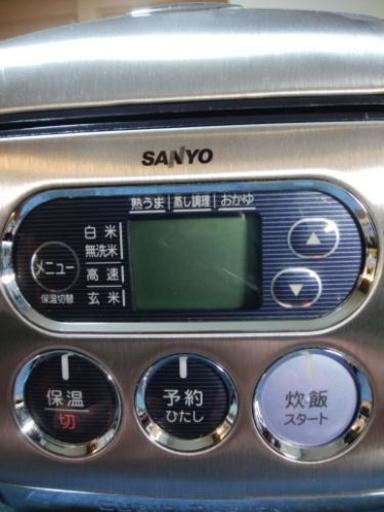 SANYO
熟うま 蒸し調理 おかゆ
白米
無洗米
メニュー
高速
保温切替
玄米
▲
▼
保温
切
予約
ひたし
炊飯
スタート